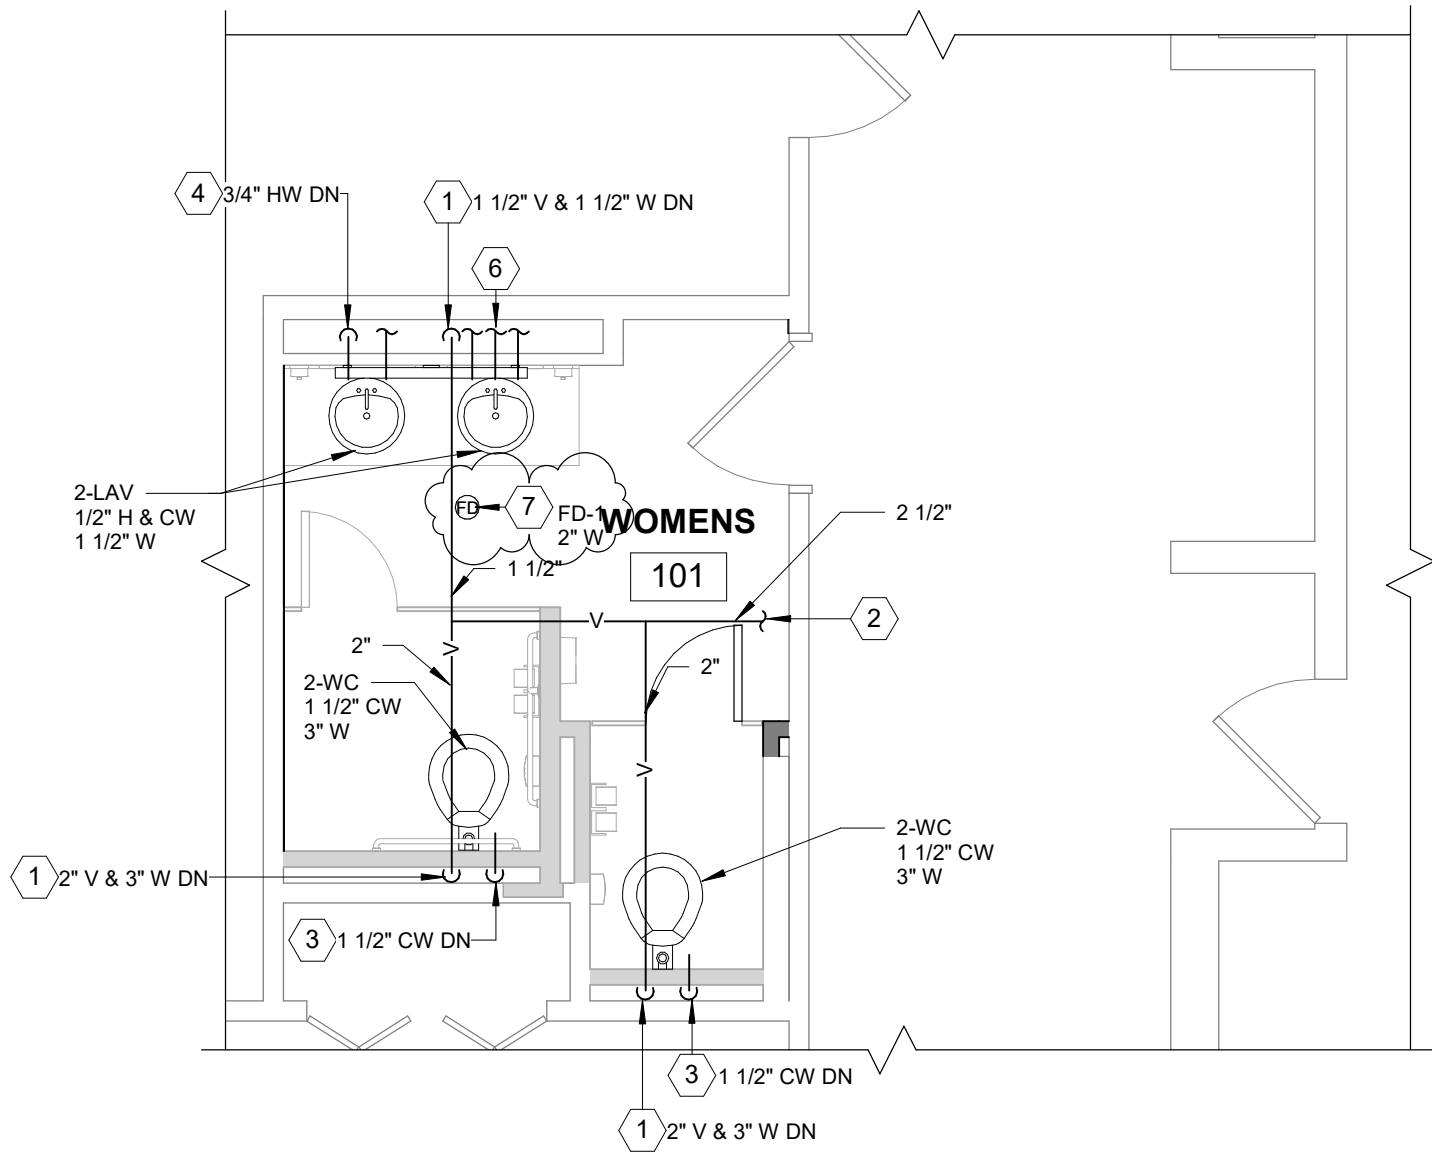 4 3/4" HW DN
1 1 1/2" V & 1 1/2" W DN
6
2-LAV
1/2" H & CW
1 1/2" W
FD
7
FD-1
2" W
WOMENS
101
2 1/2"
1 1/2"
V
2
V
2"
2"
2-WC
1 1/2" CW
3" W
V
2-WC
1 1/2" CW
3" W
1 2" V & 3" W DN
3 1 1/2" CW DN
3 1 1/2" CW DN
1 2" V & 3" W DN